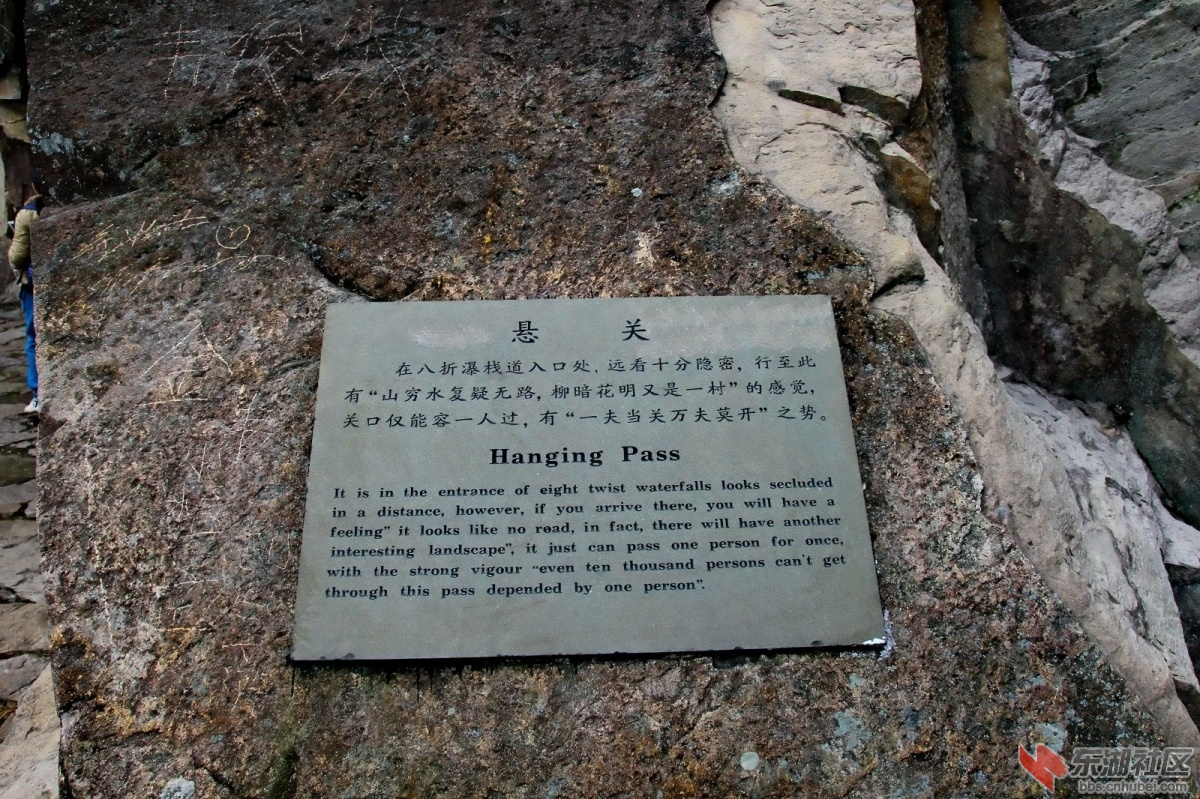 悬 关
在八折瀑栈道入口处，远看十分隐密，行至此
有“山穷水复疑无路，柳暗花明又是一村”的感觉，
关口仅能容一人过，有“一夫当关万夫莫开”之势。
Hanging Pass
It is in the entrance of eight twist waterfalls looks secluded
in a distance, however, if you arrive there, you will have a
feeling” it looks like no road, in fact, there will have another
interesting landscape”, it just can pass one person for once,
with the strong vigour “even ten thousand persons can't get
through this pass depended by one person”.
东湖社区
bbs.cnhubei.com